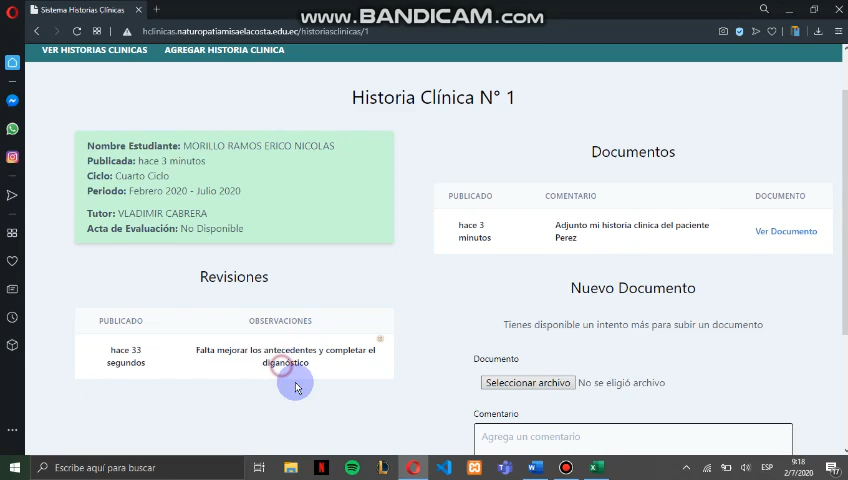 Sistema Historias Clínicas
www.BANDICAM.com
hclinicas.naturopatiamisaelacosta.edu.ec/historiasclinicas/1
VER HISTORIAS CLINICAS AGREGAR HISTORIA CLINICA
Historia Clínica N° 1
Nombre Estudiante: MORILLO RAMOS ERICO NICOLAS
Publicada: hace 3 minutos
Ciclo: Cuarto Ciclo
Periodo: Febrero 2020 - Julio 2020
Tutor: VLADIMIR CABRERA
Acta de Evaluación: No Disponible
Revisiones
PUBLICADO OBSERVACIONES
hace 33 segundos
Falta mejorar los antecedentes y completar el
diganóstico
Documentos
PUBLICADO COMENTARIO DOCUMENTO
hace 3 minutos
Adjunto mi historia clinica del paciente
Perez
Ver Documento
Nuevo Documento
Tienes disponible un intento más para subir un documento
Documento
Seleccionar archivo No se eligió archivo
Comentario
Agrega un comentario
Escribe aquí para buscar
ESP
9:18
2/7/2020